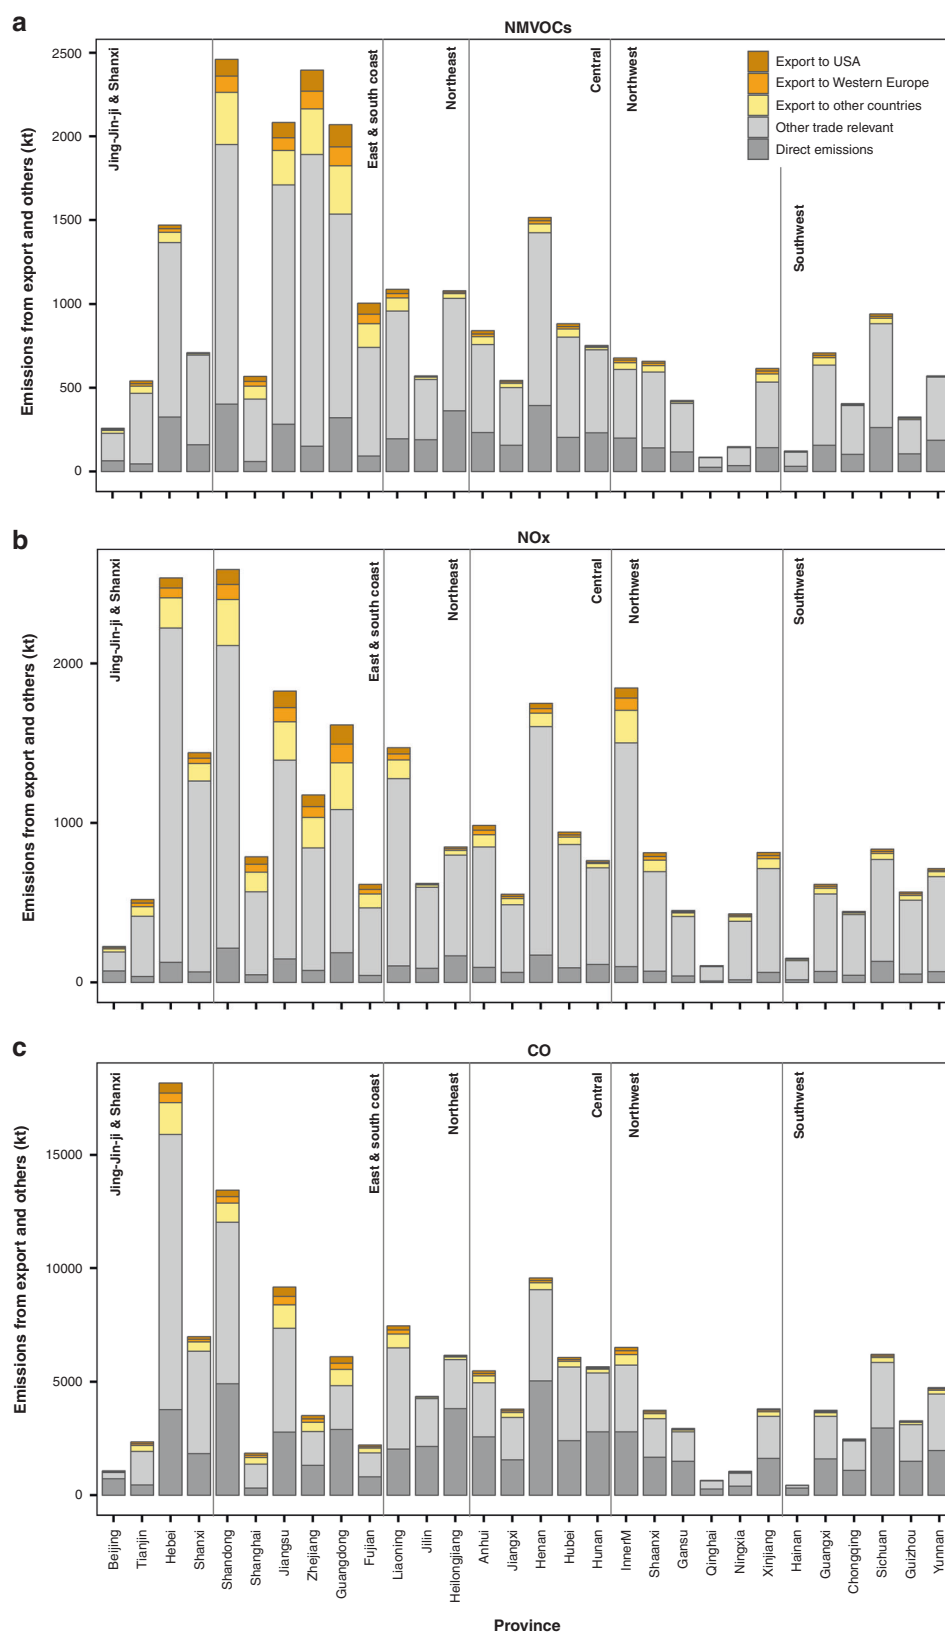 a
NMVOCs
Emissions from export and others (kt)
2500
2000
1500
1000
500
0
Jing-Jin-ji & Shanxi
East & south coast
Northeast
Central
Northwest
Southwest
Export to USA
Export to Western Europe
Export to other countries
Other trade relevant
Direct emissions
b
NOx
Emissions from export and others (kt)
2000
1000
0
Jing-Jin-ji & Shanxi
East & south coast
Northeast
Central
Northwest
Southwest
c
CO
Emissions from export and others (kt)
15000
10000
5000
0
Jing-Jin-ji & Shanxi
East & south coast
Northeast
Central
Northwest
Southwest
Beijing
Tianjin
Hebei
Shanxi
Shandong
Shanghai
Jiangsu
Zhejiang
Guangdong
Fujian
Liaoning
Jilin
Heilongjiang
Anhui
Jiangxi
Henan
Hubei
Hunan
InnerM
Shaanxi
Gansu
Qinghai
Ningxia
Xinjiang
Hainan
Guangxi
Chongqing
Sichuan
Guizhou
Yunnan
Province